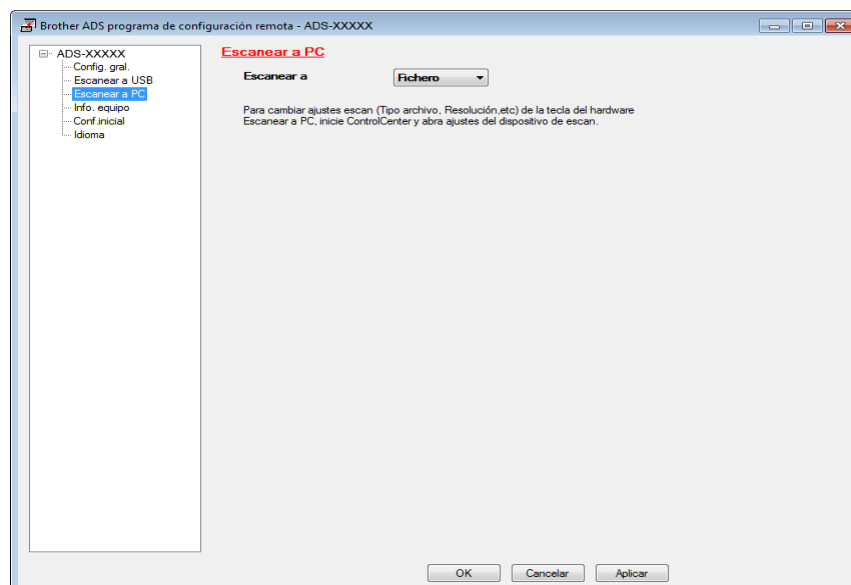 Brother ADS programa de configuración remota - ADS-XXXXX
ADS-XXXXX
Config. gral.
Escanear a USB
Escanear a PC
Info. equipo
Conf.inicial
Idioma
Escanear a PC
Escanear a
Fichero
Para cambiar ajustes escan (Tipo archivo, Resolución,etc) de la tecla del hardware
Escanear a PC, inicie ControlCenter y abra ajustes del dispositivo de escan.
OK
Cancelar
Aplicar